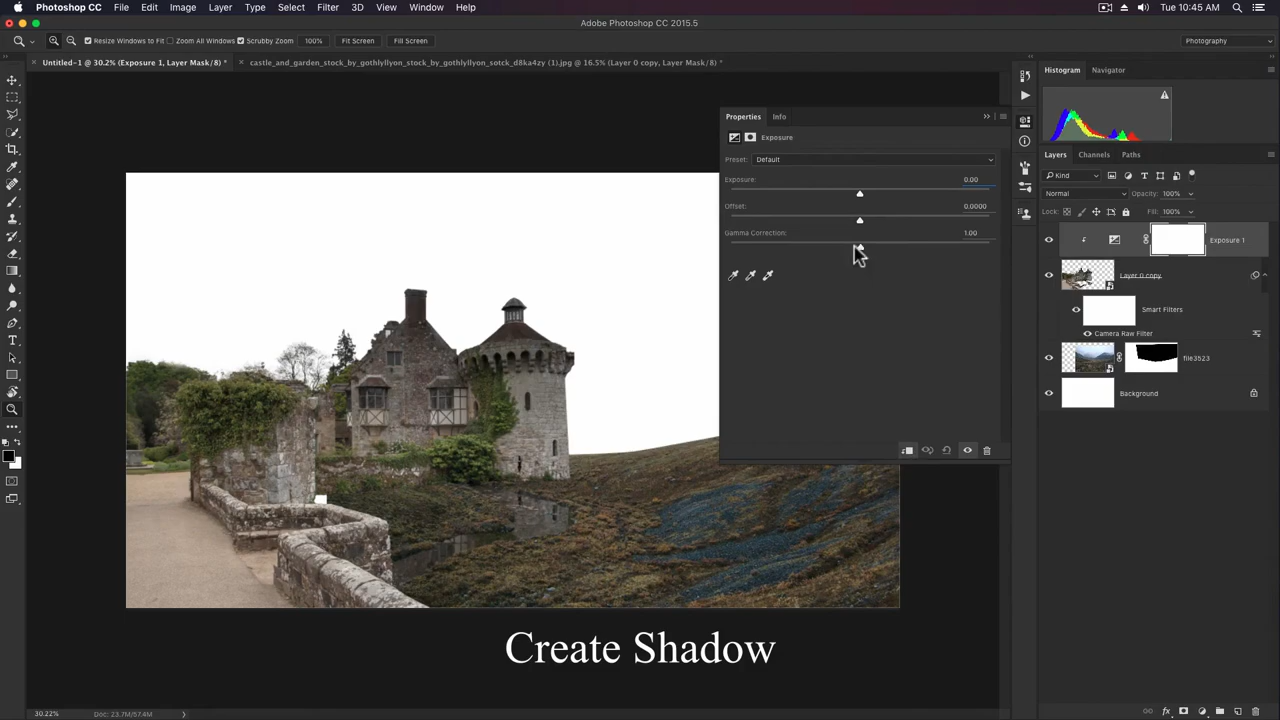 Photoshop CC File Edit Image Layer Type Select Filter 3D View Window Help Tue 10:45 AM
Adobe Photoshop CC 2015.5
Resize Windows to Fit Zoom All Windows Scrubby Zoom 100% Fit Screen Fill Screen Photography
Untitled-1 @ 30.2% (Exposure 1, Layer Mask/8) * castle_and_garden_stock_by_gothlyllyon_stock_by_gothlyllyon_sotck_d8ka4zy (1).jpg @ 16.5% (Layer 0 copy, Layer Mask/8) *
Histogram Navigator
Properties Info
Exposure
Preset: Default
Exposure: 0.00
Offset: 0.0000
Gamma Correction: 1.00
Layers Channels Paths
Kind
Normal Opacity: 100%
Lock: Fill: 100%
Exposure 1
Layer 0 copy
Smart Filters
Camera Raw Filter
file3523
Background
Create Shadow
30.22% Doc: 23.7M/57.4M